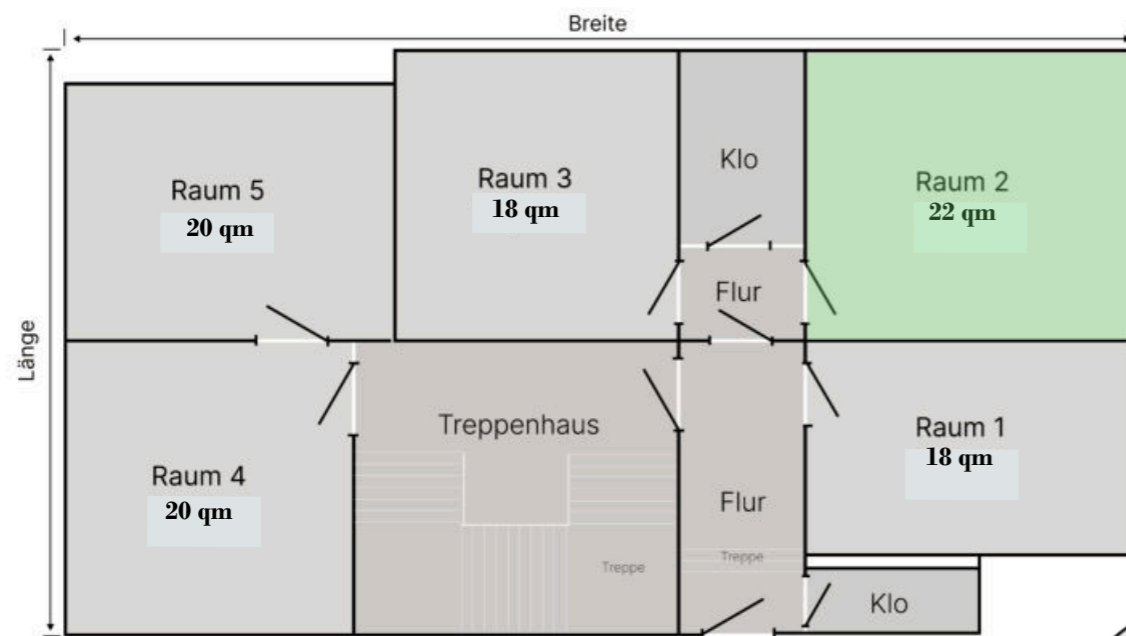 Breite
Länge
Raum 5
20 qm
Raum 3
18 qm
Klo
Raum 2
22 qm
Flur
Raum 4
20 qm
Treppenhaus
Treppe
Flur
Treppe
Raum 1
18 qm
Klo